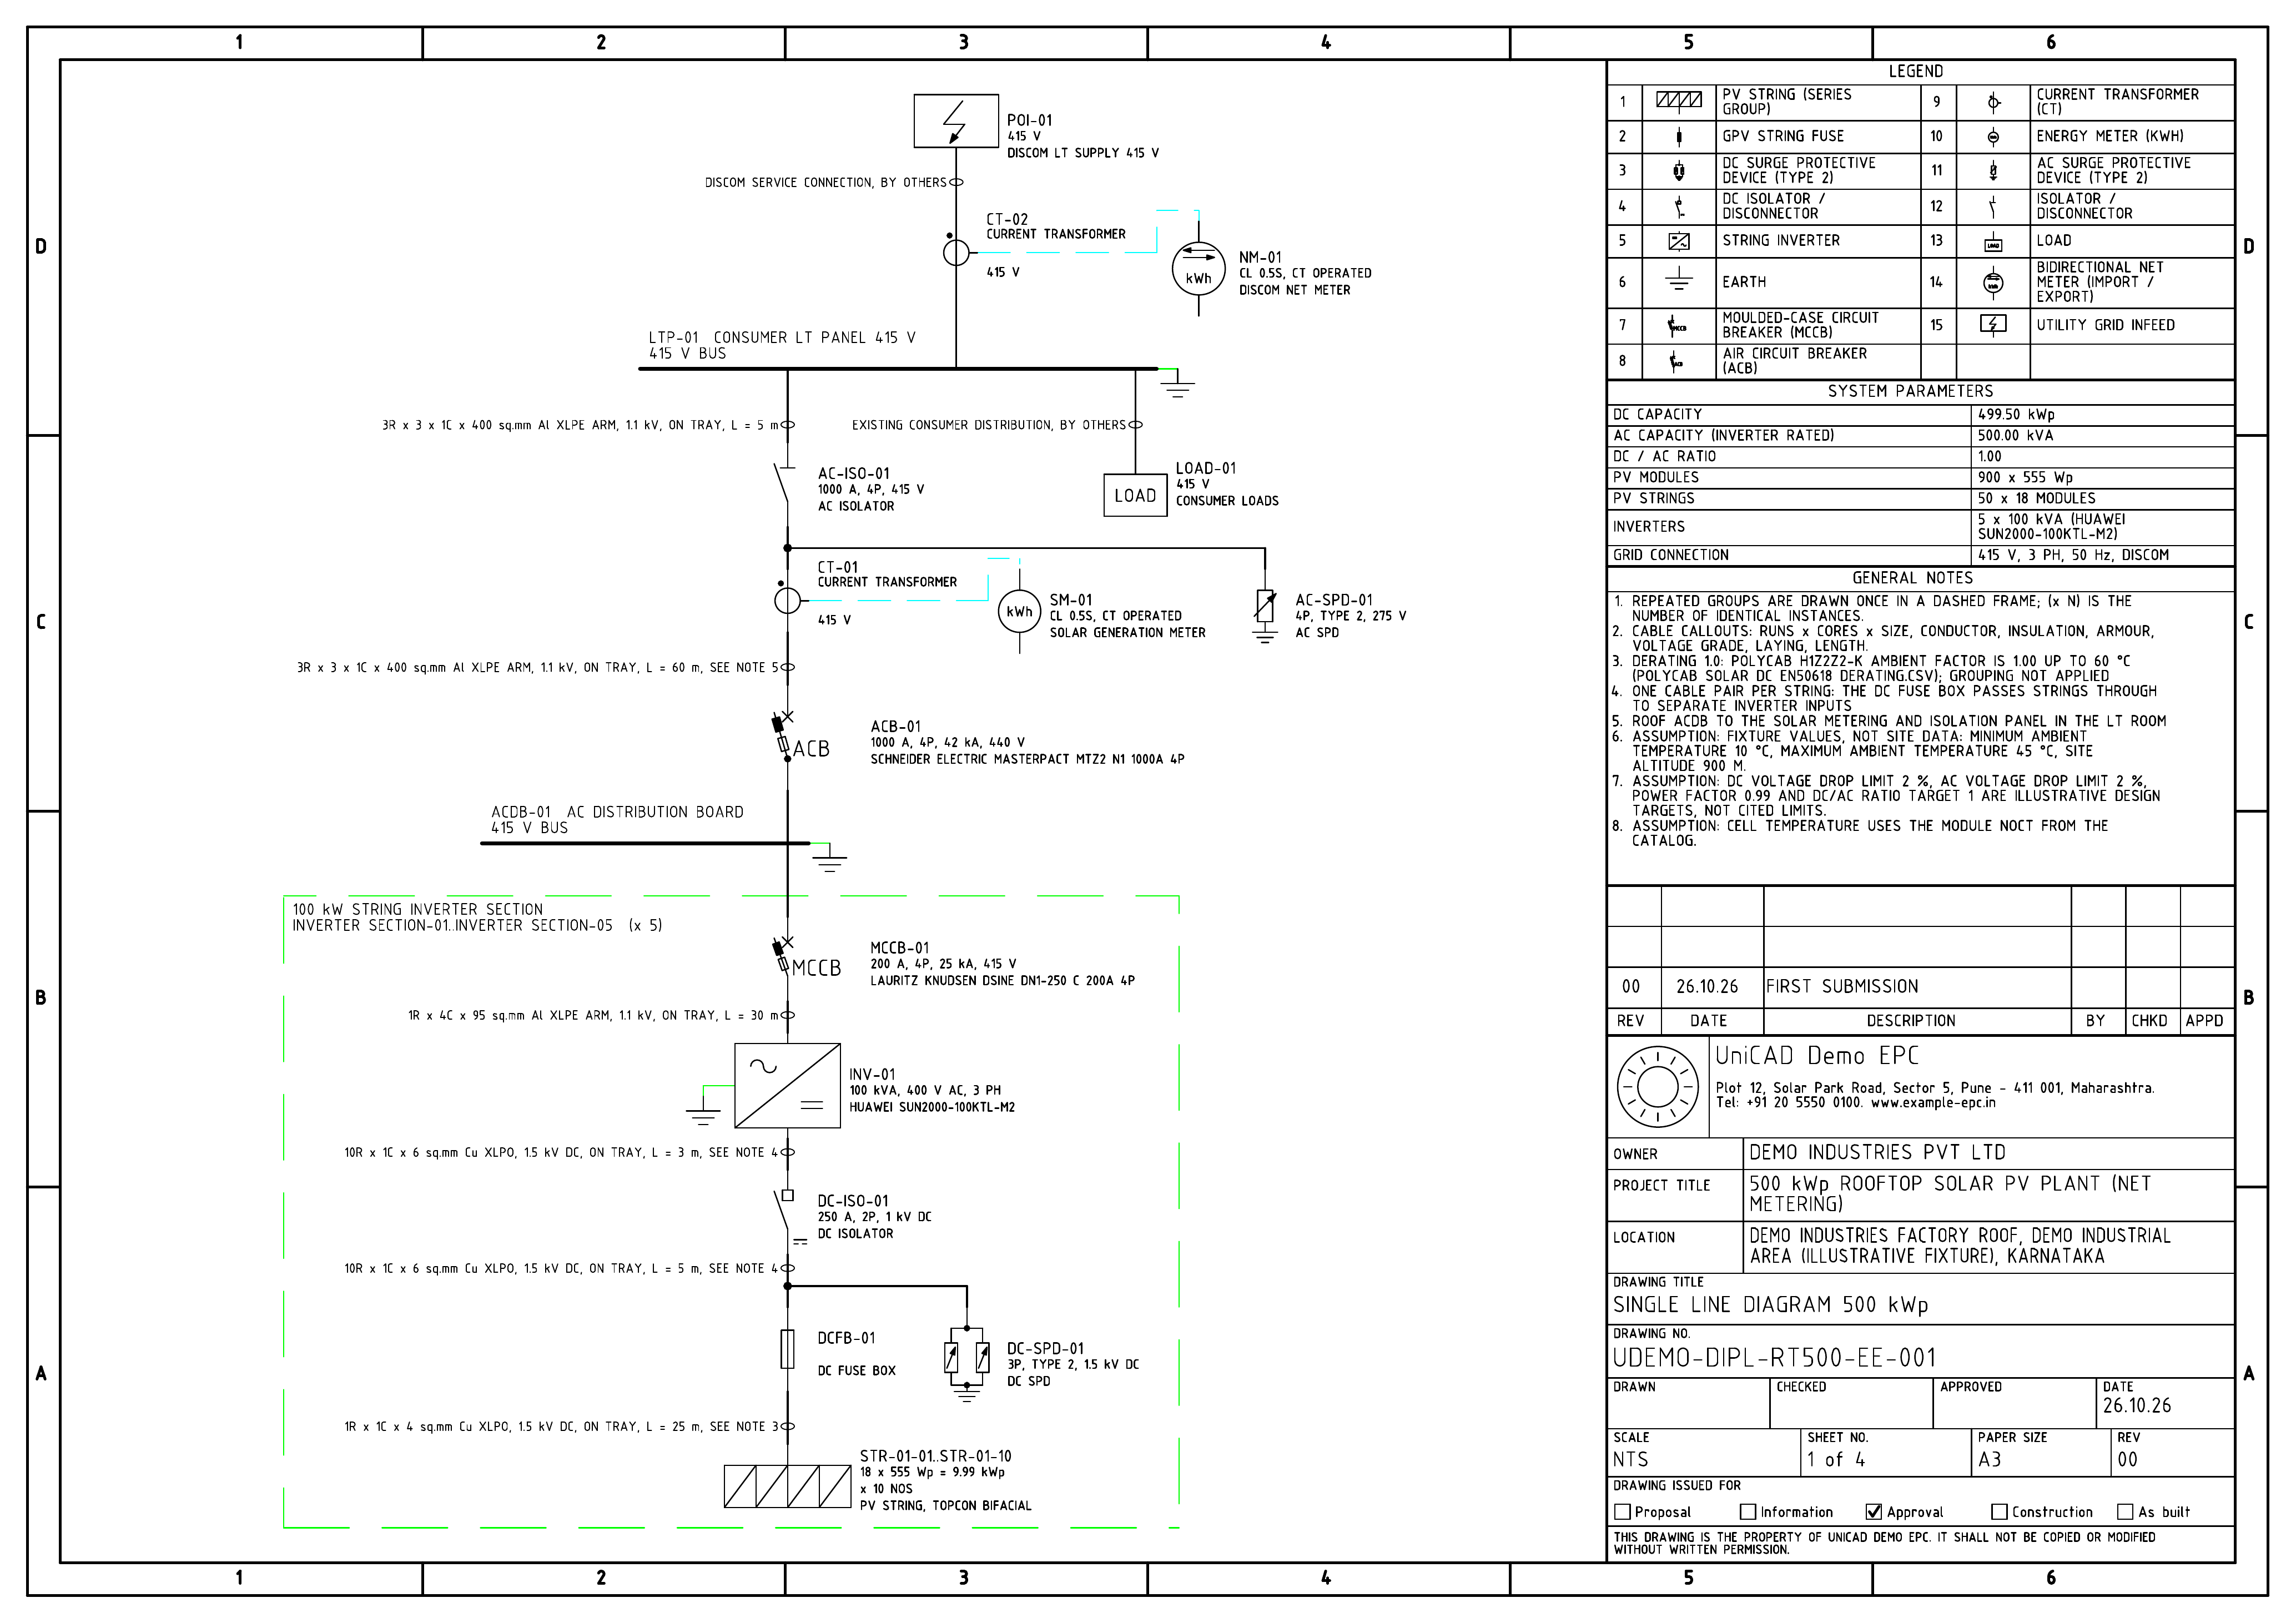 1 2 3 4 5 6
D
C
B
A
POI-01
415 V
DISCOM LT SUPPLY 415 V
DISCOM SERVICE CONNECTION, BY OTHERS
CT-02
CURRENT TRANSFORMER
415 V
kWh
NM-01
CL 0.5S, CT OPERATED
DISCOM NET METER
LTP-01 CONSUMER LT PANEL 415 V
415 V BUS
3R x 3 x 1C x 400 sq.mm Al XLPE ARM, 1.1 kV, ON TRAY, L = 5 m
EXISTING CONSUMER DISTRIBUTION, BY OTHERS
AC-ISO-01
1000 A, 4P, 415 V
AC ISOLATOR
LOAD
LOAD-01
415 V
CONSUMER LOADS
CT-01
CURRENT TRANSFORMER
415 V
kWh
SM-01
CL 0.5S, CT OPERATED
SOLAR GENERATION METER
AC-SPD-01
4P, TYPE 2, 275 V
AC SPD
3R x 3 x 1C x 400 sq.mm Al XLPE ARM, 1.1 kV, ON TRAY, L = 60 m, SEE NOTE 5
ACB
ACB-01
1000 A, 4P, 42 kA, 440 V
SCHNEIDER ELECTRIC MASTERPACT MTZ2 N1 1000A 4P
ACDB-01 AC DISTRIBUTION BOARD
415 V BUS
100 kW STRING INVERTER SECTION
INVERTER SECTION-01..INVERTER SECTION-05 (x 5)
MCCB
MCCB-01
200 A, 4P, 25 kA, 415 V
LAURITZ KNUDSEN DSINE DN1-250 C 200A 4P
1R x 4C x 95 sq.mm Al XLPE ARM, 1.1 kV, ON TRAY, L = 30 m
INV-01
100 kVA, 400 V AC, 3 PH
HUAWEI SUN2000-100KTL-M2
10R x 1C x 6 sq.mm Cu XLPO, 1.5 kV DC, ON TRAY, L = 3 m, SEE NOTE 4
DC-ISO-01
250 A, 2P, 1 kV DC
DC ISOLATOR
10R x 1C x 6 sq.mm Cu XLPO, 1.5 kV DC, ON TRAY, L = 5 m, SEE NOTE 4
DCFB-01
DC FUSE BOX
DC-SPD-01
3P, TYPE 2, 1.5 kV DC
DC SPD
1R x 1C x 4 sq.mm Cu XLPO, 1.5 kV DC, ON TRAY, L = 25 m, SEE NOTE 3
STR-01-01..STR-01-10
18 x 555 Wp = 9.99 kWp
x 10 NOS
PV STRING, TOPCON BIFACIAL
LEGEND
1 PV STRING (SERIES
GROUP)
9 CURRENT TRANSFORMER
(CT)
2 GPV STRING FUSE
10 ENERGY METER (KWH)
3 DC SURGE PROTECTIVE
DEVICE (TYPE 2)
11 AC SURGE PROTECTIVE
DEVICE (TYPE 2)
4 DC ISOLATOR /
DISCONNECTOR
12 ISOLATOR /
DISCONNECTOR
5 STRING INVERTER
13 LOAD LOAD
6 EARTH
14 BIDIRECTIONAL NET
METER (IMPORT /
EXPORT)
7 MCCB MOULDED-CASE CIRCUIT
BREAKER (MCCB)
15 UTILITY GRID INFEED
8 ACB AIR CIRCUIT BREAKER
(ACB)
SYSTEM PARAMETERS
DC CAPACITY 499.50 kWp
AC CAPACITY (INVERTER RATED) 500.00 kVA
DC / AC RATIO 1.00
PV MODULES 900 x 555 Wp
PV STRINGS 50 x 18 MODULES
INVERTERS 5 x 100 kVA (HUAWEI
SUN2000-100KTL-M2)
GRID CONNECTION 415 V, 3 PH, 50 Hz, DISCOM
GENERAL NOTES
1. REPEATED GROUPS ARE DRAWN ONCE IN A DASHED FRAME; (x N) IS THE
NUMBER OF IDENTICAL INSTANCES.
2. CABLE CALLOUTS: RUNS x CORES x SIZE, CONDUCTOR, INSULATION, ARMOUR,
VOLTAGE GRADE, LAYING, LENGTH.
3. DERATING 1.0: POLYCAB H1Z2Z2-K AMBIENT FACTOR IS 1.00 UP TO 60 °C
(POLYCAB SOLAR DC EN50618 DERATING.CSV); GROUPING NOT APPLIED
4. ONE CABLE PAIR PER STRING: THE DC FUSE BOX PASSES STRINGS THROUGH
TO SEPARATE INVERTER INPUTS
5. ROOF ACDB TO THE SOLAR METERING AND ISOLATION PANEL IN THE LT ROOM
6. ASSUMPTION: FIXTURE VALUES, NOT SITE DATA: MINIMUM AMBIENT
TEMPERATURE 10 °C, MAXIMUM AMBIENT TEMPERATURE 45 °C, SITE
ALTITUDE 900 M.
7. ASSUMPTION: DC VOLTAGE DROP LIMIT 2 %, AC VOLTAGE DROP LIMIT 2 %,
POWER FACTOR 0.99 AND DC/AC RATIO TARGET 1 ARE ILLUSTRATIVE DESIGN
TARGETS, NOT CITED LIMITS.
8. ASSUMPTION: CELL TEMPERATURE USES THE MODULE NOCT FROM THE
CATALOG.
00 26.10.26 FIRST SUBMISSION
REV DATE DESCRIPTION BY CHKD APPD
UniCAD Demo EPC
Plot 12, Solar Park Road, Sector 5, Pune - 411 001, Maharashtra.
Tel: +91 20 5550 0100. www.example-epc.in
OWNER DEMO INDUSTRIES PVT LTD
PROJECT TITLE 500 kWp ROOFTOP SOLAR PV PLANT (NET
METERING)
LOCATION DEMO INDUSTRIES FACTORY ROOF, DEMO INDUSTRIAL
AREA (ILLUSTRATIVE FIXTURE), KARNATAKA
DRAWING TITLE
SINGLE LINE DIAGRAM 500 kWp
DRAWING NO.
UDEMO-DIPL-RT500-EE-001
DRAWN CHECKED APPROVED DATE
26.10.26
SCALE SHEET NO. PAPER SIZE REV
NTS 1 of 4 A3 00
DRAWING ISSUED FOR
Proposal Information Approval Construction As built
THIS DRAWING IS THE PROPERTY OF UNICAD DEMO EPC. IT SHALL NOT BE COPIED OR MODIFIED
WITHOUT WRITTEN PERMISSION.
D
C
B
A
1 2 3 4 5 6